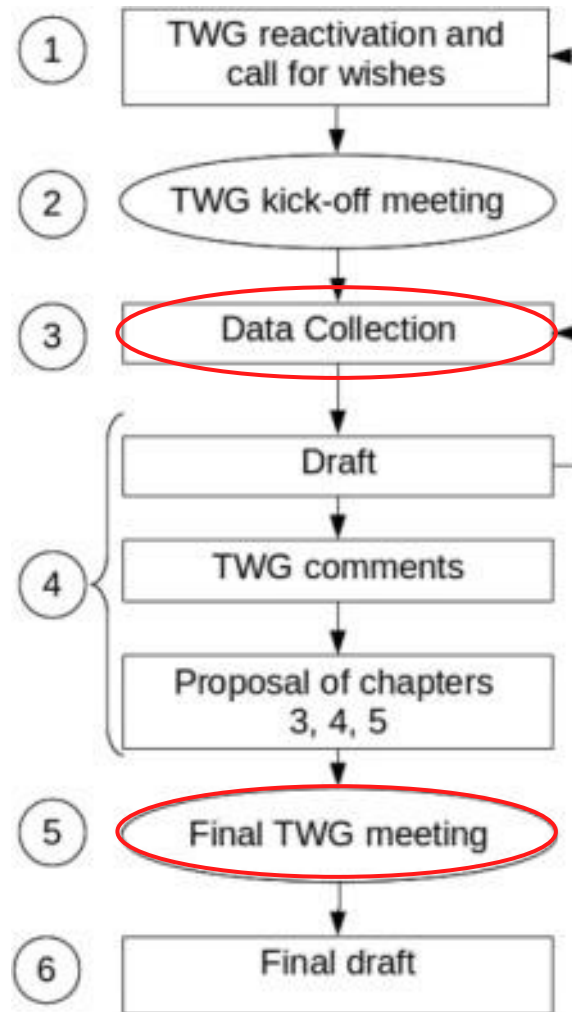 1
TWG reactivation and
call for wishes
2
TWG kick-off meeting
3
Data Collection
Draft
4
TWG comments
Proposal of chapters
3, 4, 5
5
Final TWG meeting
6
Final draft